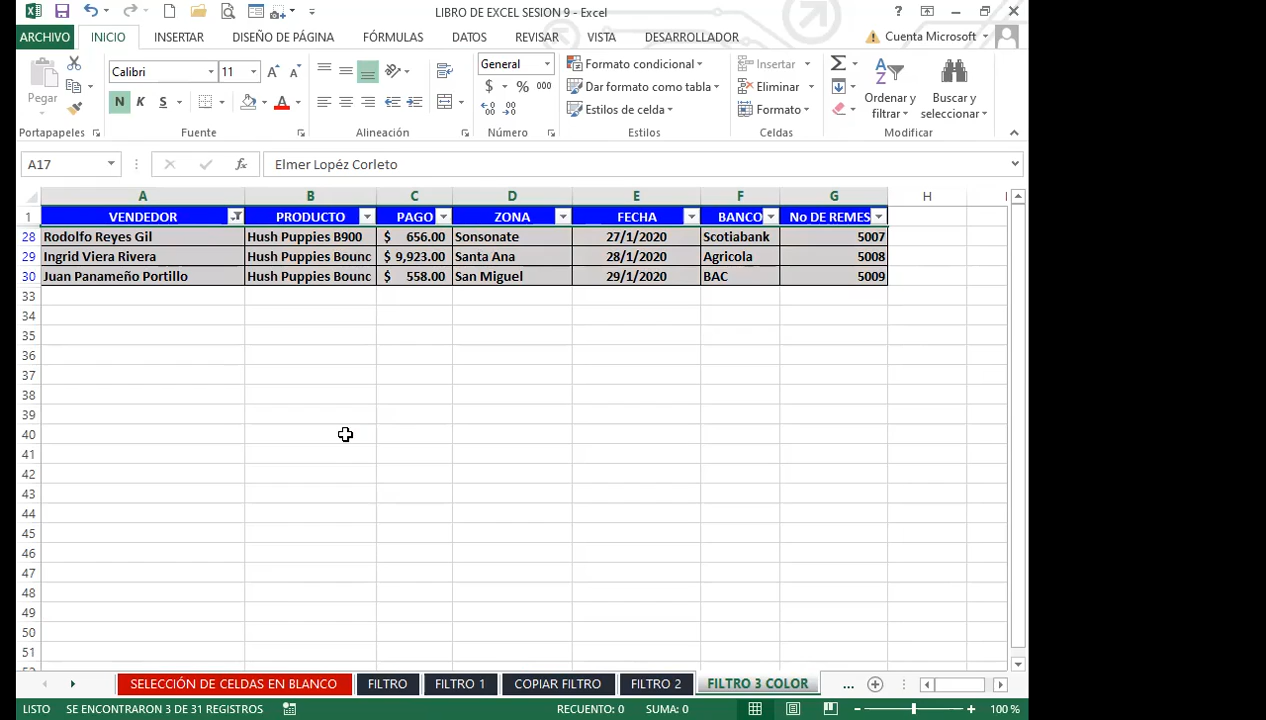 LIBRO DE EXCEL SESION 9 - Excel
ARCHIVO INICIO INSERTAR DISEÑO DE PÁGINA FÓRMULAS DATOS REVISAR VISTA DESARROLLADOR Cuenta Microsoft
Calibri 11 General Formato condicional Insertar
Pegar N K S $ % 000 Dar formato como tabla Eliminar Ordenar y filtrar Buscar y seleccionar
Estilos de celda Formato
Portapapeles Fuente Alineación Número Estilos Celdas Modificar
A17 fx Elmer Lopéz Corleto
A B C D E F G H I
1 VENDEDOR PRODUCTO PAGO ZONA FECHA BANCO No DE REMES
28 Rodolfo Reyes Gil Hush Puppies B900 $ 656.00 Sonsonate 27/1/2020 Scotiabank 5007
29 Ingrid Viera Rivera Hush Puppies Bounc $ 9,923.00 Santa Ana 28/1/2020 Agricola 5008
30 Juan Panameño Portillo Hush Puppies Bounc $ 558.00 San Miguel 29/1/2020 BAC 5009
33
34
35
36
37
38
39
40
41
42
43
44
45
46
47
48
49
50
51
SELECCIÓN DE CELDAS EN BLANCO FILTRO FILTRO 1 COPIAR FILTRO FILTRO 2 FILTRO 3 COLOR ...
LISTO SE ENCONTRARON 3 DE 31 REGISTROS RECUENTO: 0 SUMA: 0 100 %